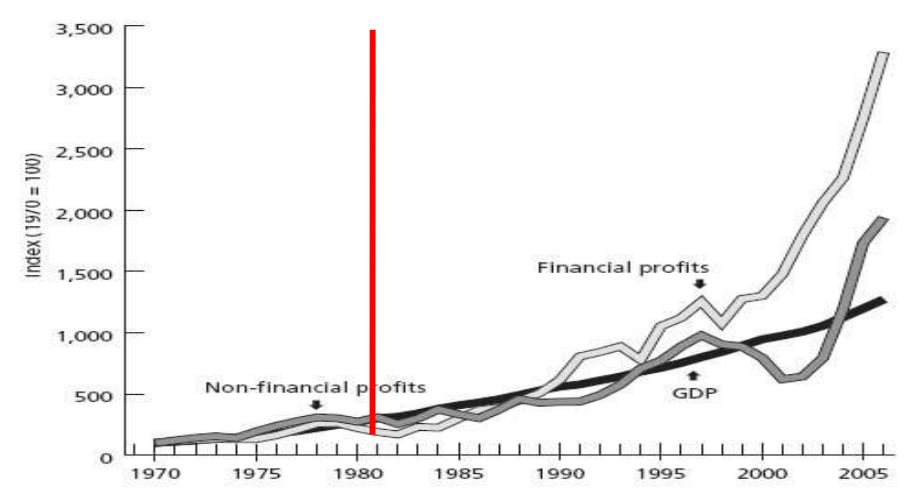 3,500
3,000
2,500
2,000
1,500
1,000
500
0
Index (1970 = 100)
Financial profits
Non-financial profits
GDP
1970 1975 1980 1985 1990 1995 2000 2005